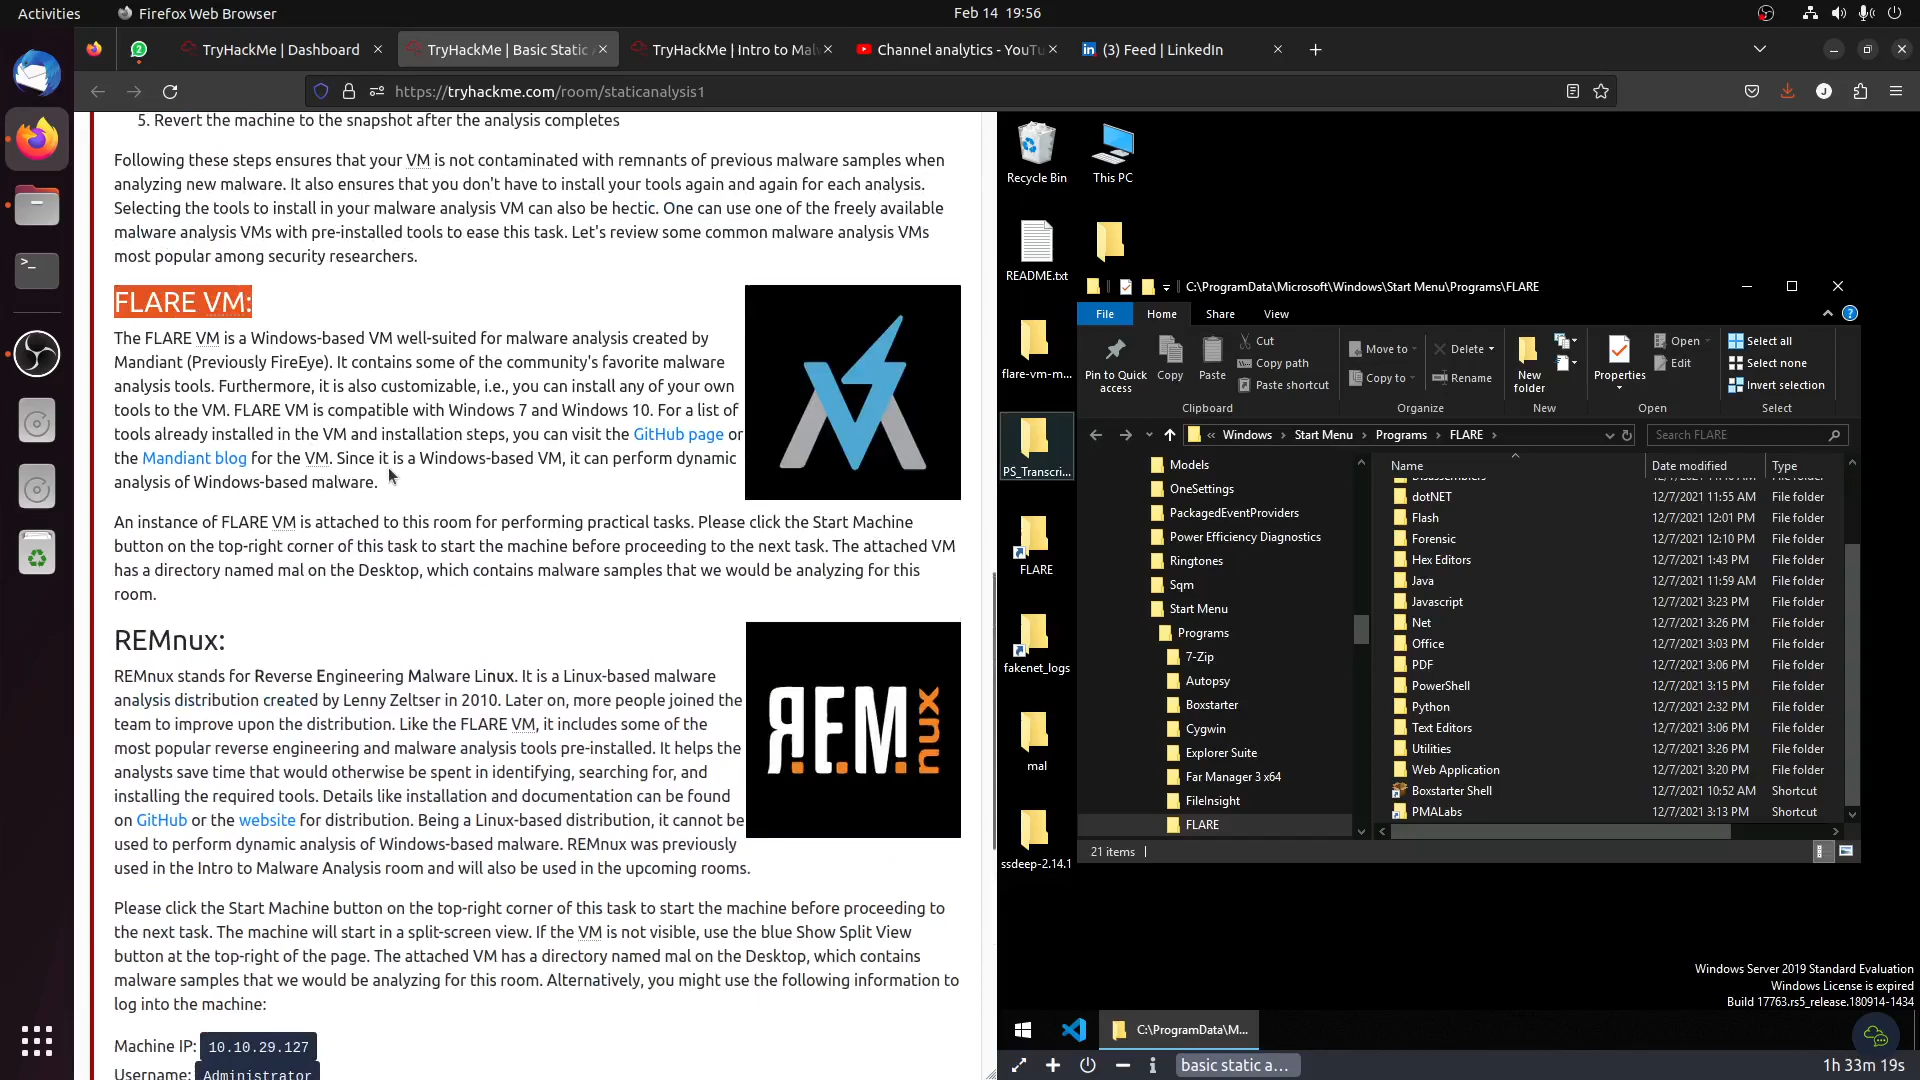 Activities
Firefox Web Browser
Feb 14 19:56
TryHackMe | Dashboard
TryHackMe | Basic Static
TryHackMe | Intro to Mal
Channel analytics - YouTu
(3) Feed | LinkedIn
https://tryhackme.com/room/staticanalysis1
5. Revert the machine to the snapshot after the analysis completes
Following these steps ensures that your VM is not contaminated with remnants of previous malware samples when
analyzing new malware. It also ensures that you don't have to install your tools again and again for each analysis.
Selecting the tools to install in your malware analysis VM can also be hectic. One can use one of the freely available
malware analysis VMs with pre-installed tools to ease this task. Let's review some common malware analysis VMs
most popular among security researchers.
FLARE VM:
The FLARE VM is a Windows-based VM well-suited for malware analysis created by
Mandiant (Previously FireEye). It contains some of the community's favorite malware
analysis tools. Furthermore, it is also customizable, i.e., you can install any of your own
tools to the VM. FLARE VM is compatible with Windows 7 and Windows 10. For a list of
tools already installed in the VM and installation steps, you can visit the GitHub page or
the Mandiant blog for the VM. Since it is a Windows-based VM, it can perform dynamic
analysis of Windows-based malware.
An instance of FLARE VM is attached to this room for performing practical tasks. Please click the Start Machine
button on the top-right corner of this task to start the machine before proceeding to the next task. The attached VM
has a directory named mal on the Desktop, which contains malware samples that we would be analyzing for this
room.
REMnux:
REMnux stands for Reverse Engineering Malware Linux. It is a Linux-based malware
analysis distribution created by Lenny Zeltser in 2010. Later on, more people joined the
team to improve upon the distribution. Like the FLARE VM, it includes some of the
most popular reverse engineering and malware analysis tools pre-installed. It helps the
analysts save time that would otherwise be spent in identifying, searching for, and
installing the required tools. Details like installation and documentation can be found
on GitHub or the website for distribution. Being a Linux-based distribution, it cannot be
used to perform dynamic analysis of Windows-based malware. REMnux was previously
used in the Intro to Malware Analysis room and will also be used in the upcoming rooms.
REM
nux
Please click the Start Machine button on the top-right corner of this task to start the machine before proceeding to
the next task. The machine will start in a split-screen view. If the VM is not visible, use the blue Show Split View
button at the top-right of the page. The attached VM has a directory named mal on the Desktop, which contains
malware samples that we would be analyzing for this room. Alternatively, you might use the following information to
log into the machine:
Machine IP: 10.10.29.127
Username: Administrator
Recycle Bin
This PC
README.txt
flare-vm-m...
PS_Transcri...
FLARE
fakenet_logs
mal
ssdeep-2.14.1
C:\ProgramData\Microsoft\Windows\Start Menu\Programs\FLARE
File
Home
Share
View
Pin to Quick access
Copy
Paste
Cut
Copy path
Paste shortcut
Clipboard
Move to
Copy to
Delete
Rename
Organize
New folder
New
Properties
Open
Edit
Open
Select all
Select none
Invert selection
Select
« Windows > Start Menu > Programs > FLARE >
Search FLARE
Models
OneSettings
PackagedEventProviders
Power Efficiency Diagnostics
Ringtones
Sqm
Start Menu
Programs
7-Zip
Autopsy
Boxstarter
Cygwin
Explorer Suite
Far Manager 3 x64
FileInsight
FLARE
Name Date modified Type
dotNET 12/7/2021 11:55 AM File folder
Flash 12/7/2021 12:01 PM File folder
Forensic 12/7/2021 12:10 PM File folder
Hex Editors 12/7/2021 1:43 PM File folder
Java 12/7/2021 11:59 AM File folder
Javascript 12/7/2021 3:23 PM File folder
Net 12/7/2021 3:26 PM File folder
Office 12/7/2021 3:03 PM File folder
PDF 12/7/2021 3:06 PM File folder
PowerShell 12/7/2021 3:15 PM File folder
Python 12/7/2021 2:32 PM File folder
Text Editors 12/7/2021 3:06 PM File folder
Utilities 12/7/2021 3:26 PM File folder
Web Application 12/7/2021 3:20 PM File folder
Boxstarter Shell 12/7/2021 10:52 AM Shortcut
PMALabs 12/7/2021 3:13 PM Shortcut
21 items
Windows Server 2019 Standard Evaluation
Windows License is expired
Build 17763.rs5_release.180914-1434
C:\ProgramData\M...
basic static a...
1h 33m 19s